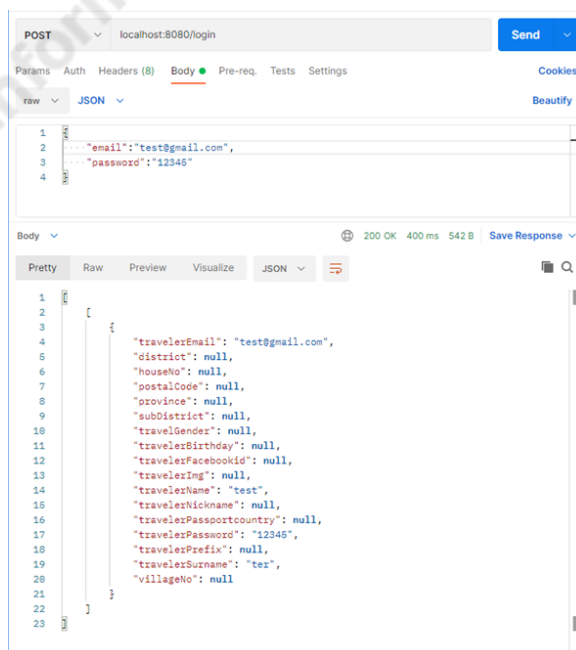 POST localhost:8080/login Send
Params Auth Headers (8) Body Pre-req. Tests Settings Cookies
raw JSON Beautify
1 {
2 "email":"test@gmail.com",
3 "password":"12345"
4 }
Body 200 OK 400 ms 542 B Save Response
Pretty Raw Preview Visualize JSON
1 [
2 [
3 {
4 "travelerEmail": "test@gmail.com",
5 "district": null,
6 "houseNo": null,
7 "postalCode": null,
8 "province": null,
9 "subDistrict": null,
10 "travelGender": null,
11 "travelerBirthday": null,
12 "travelerFacebookid": null,
13 "travelerImg": null,
14 "travelerName": "test",
15 "travelerNickname": null,
16 "travelerPassportcountry": null,
17 "travelerPassword": "12345",
18 "travelerPrefix": null,
19 "travelerSurname": "ter",
20 "villageNo": null
21 }
22 ]
23 ]